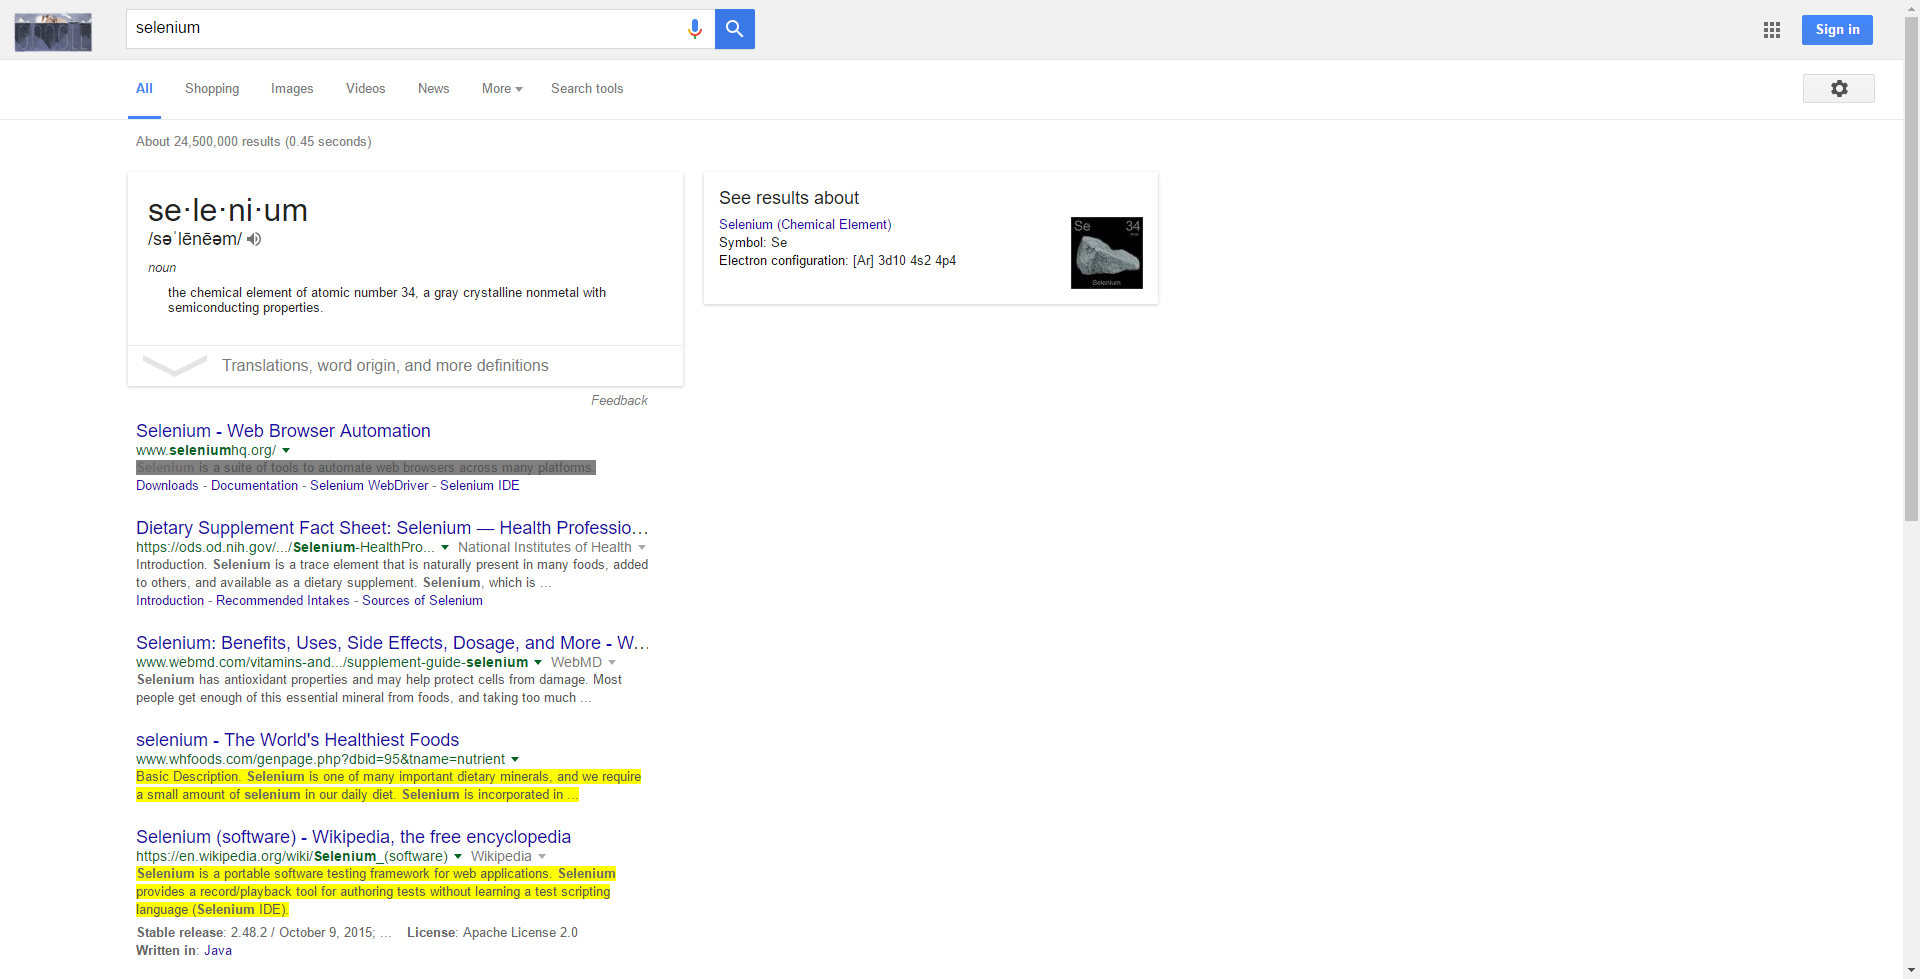 selenium
Sign in
All Shopping Images Videos News More Search tools
About 24,500,000 results (0.45 seconds)
se·le·ni·um
/səˈlēnēəm/
noun
the chemical element of atomic number 34, a gray crystalline nonmetal with
semiconducting properties.
Translations, word origin, and more definitions
Feedback
See results about
Selenium (Chemical Element)
Symbol: Se
Electron configuration: [Ar] 3d10 4s2 4p4
Se 34
Selenium
Selenium - Web Browser Automation
www.seleniumhq.org/
Selenium is a suite of tools to automate web browsers across many platforms.
Downloads - Documentation - Selenium WebDriver - Selenium IDE
Dietary Supplement Fact Sheet: Selenium — Health Professio...
https://ods.od.nih.gov/.../Selenium-HealthPro... National Institutes of Health
Introduction. Selenium is a trace element that is naturally present in many foods, added
to others, and available as a dietary supplement. Selenium, which is ...
Introduction - Recommended Intakes - Sources of Selenium
Selenium: Benefits, Uses, Side Effects, Dosage, and More - W...
www.webmd.com/vitamins-and.../supplement-guide-selenium WebMD
Selenium has antioxidant properties and may help protect cells from damage. Most
people get enough of this essential mineral from foods, and taking too much ...
selenium - The World's Healthiest Foods
www.whfoods.com/genpage.php?dbid=95&tname=nutrient
Basic Description. Selenium is one of many important dietary minerals, and we require
a small amount of selenium in our daily diet. Selenium is incorporated in ...
Selenium (software) - Wikipedia, the free encyclopedia
https://en.wikipedia.org/wiki/Selenium_(software) Wikipedia
Selenium is a portable software testing framework for web applications. Selenium
provides a record/playback tool for authoring tests without learning a test scripting
language (Selenium IDE).
Stable release: 2.48.2 / October 9, 2015; ... License: Apache License 2.0
Written in: Java